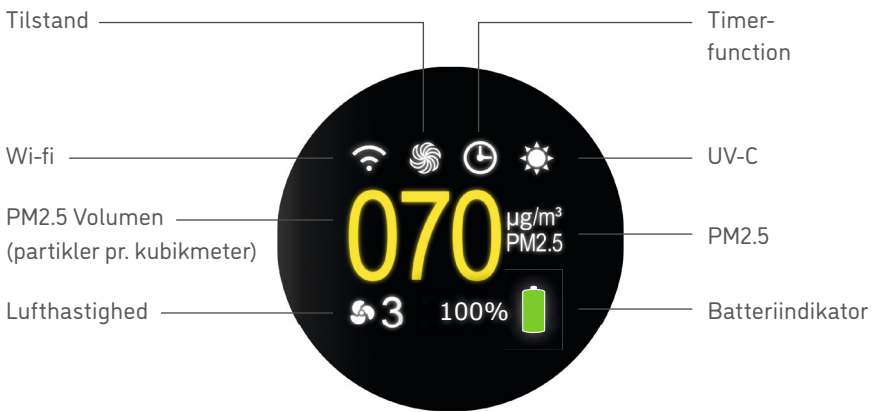 Tilstand
Timer-
function
Wi-fi
UV-C
PM2.5 Volumen
(partikler pr. kubikmeter)
070
µg/m³
PM2.5
PM2.5
Lufthastighed
3
100%
Batteriindikator